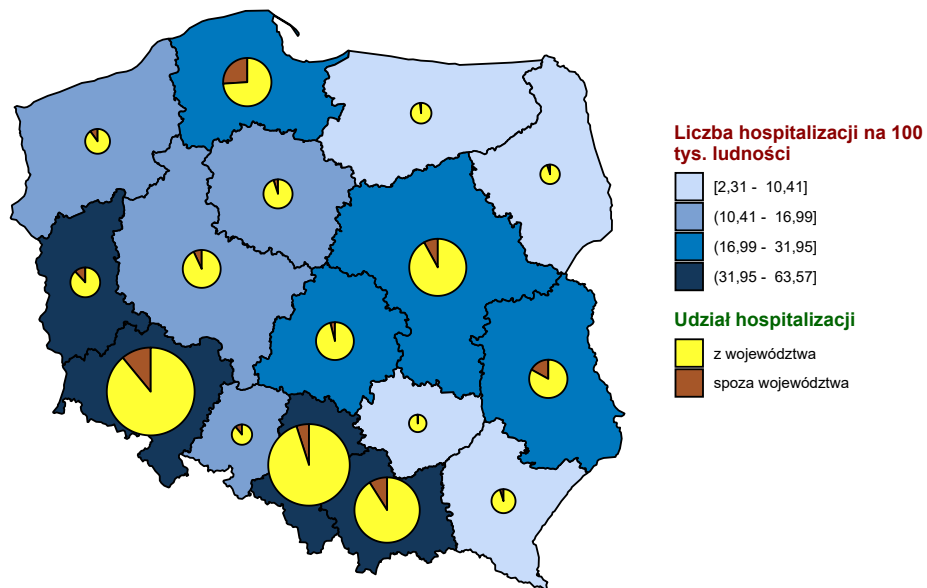 Liczba hospitalizacji na 100
tys. ludności
[2,31 - 10,41]
(10,41 - 16,99]
(16,99 - 31,95]
(31,95 - 63,57]
Udział hospitalizacji
z województwa
spoza województwa